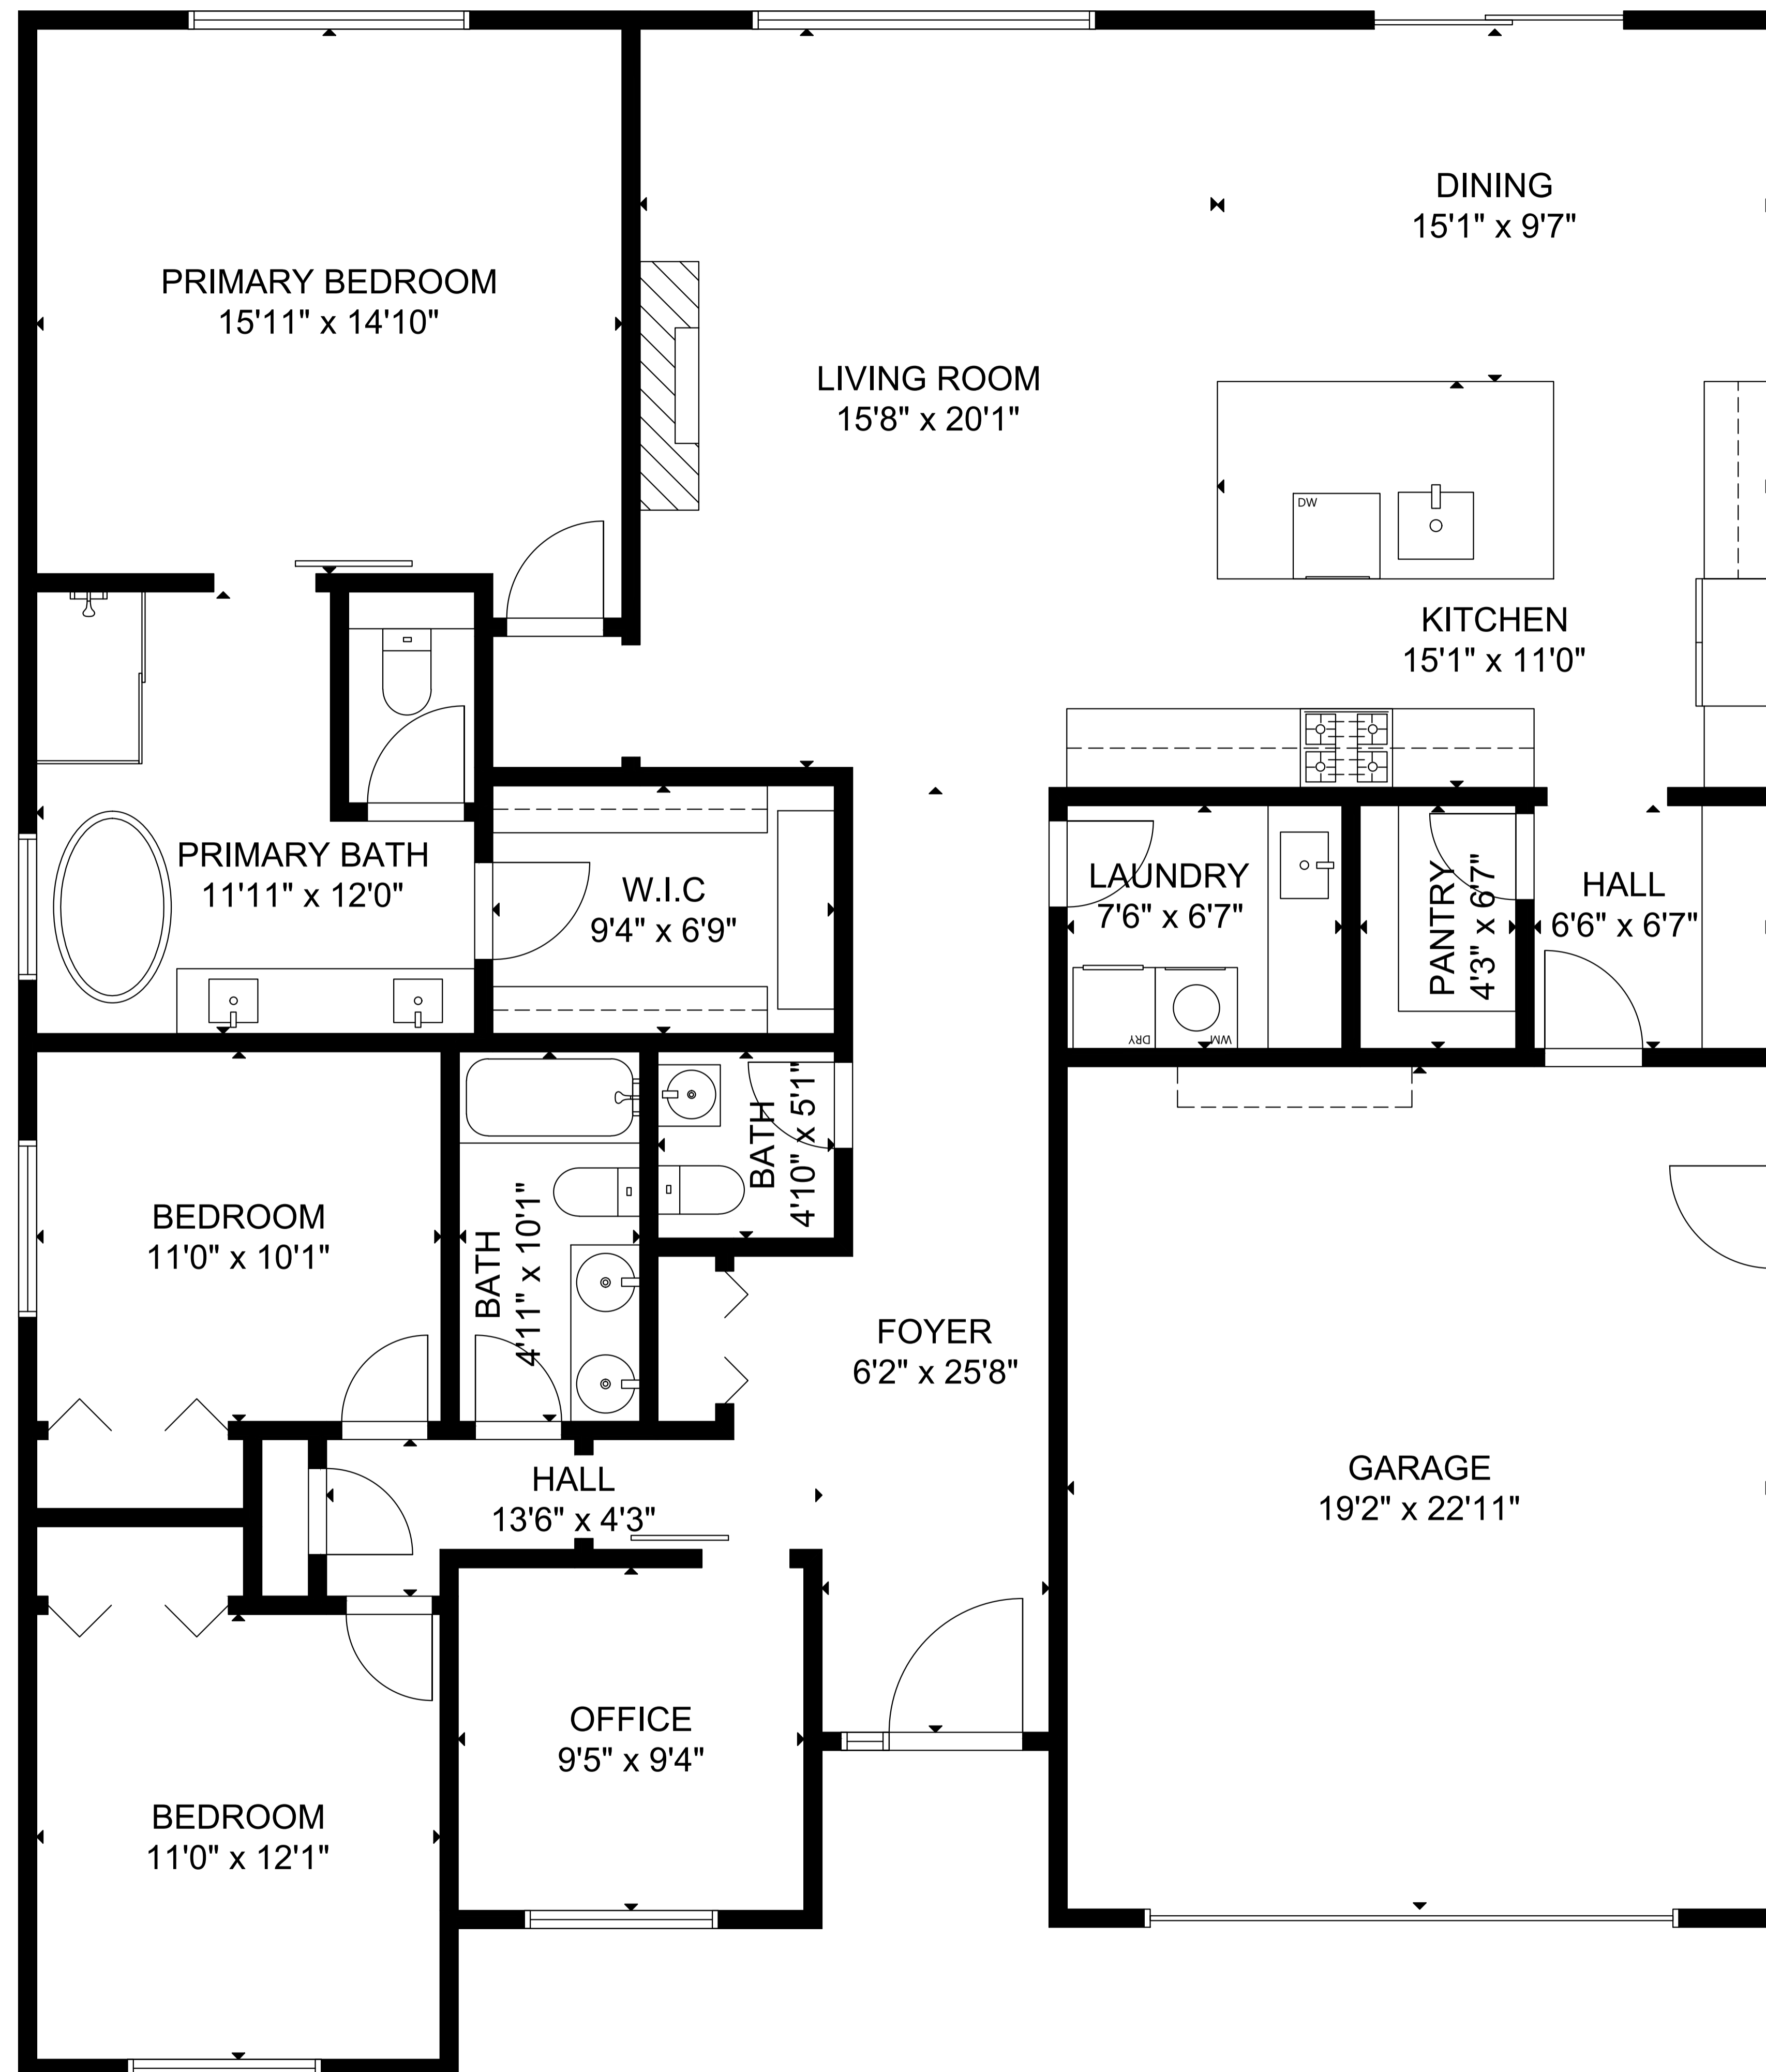 DINING
15'1" x 9'7"
PRIMARY BEDROOM
15'11" x 14'10"
LIVING ROOM
15'8" x 20'1"
DW
KITCHEN
15'1" x 11'0"
PRIMARY BATH
11'11" x 12'0"
W.I.C
9'4" x 6'9"
LAUNDRY
7'6" x 6'7"
PANTRY
4'3" x 6'7"
HALL
6'6" x 6'7"
DRY
WM
BATH
4'10" x 5'1"
BEDROOM
11'0" x 10'1"
BATH
4'11" x 10'1"
FOYER
6'2" x 25'8"
HALL
13'6" x 4'3"
GARAGE
19'2" x 22'11"
OFFICE
9'5" x 9'4"
BEDROOM
11'0" x 12'1"